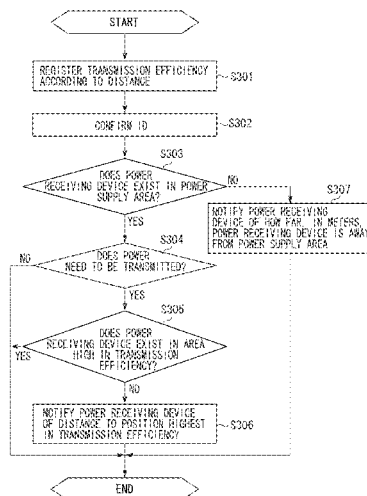 START
REGISTER TRANSMISSION EFFICIENCY
ACCORDING TO DISTANCE
S301
CONFIRM ID
S302
S303
DOES POWER
RECEIVING DEVICE EXIST IN POWER
SUPPLY AREA?
NO
YES
S307
NOTIFY POWER RECEIVING
DEVICE OF HOW FAR, IN METERS,
POWER RECEIVING DEVICE IS AWAY
FROM POWER SUPPLY AREA
S304
NO
DOES POWER
NEED TO BE TRANSMITTED?
YES
S305
DOES POWER
RECEIVING DEVICE EXIST IN AREA
HIGH IN TRANSMISSION
EFFICIENCY?
YES
NO
NOTIFY POWER RECEIVING DEVICE
OF DISTANCE TO POSITION HIGHEST
IN TRANSMISSION EFFICIENCY
S306
END